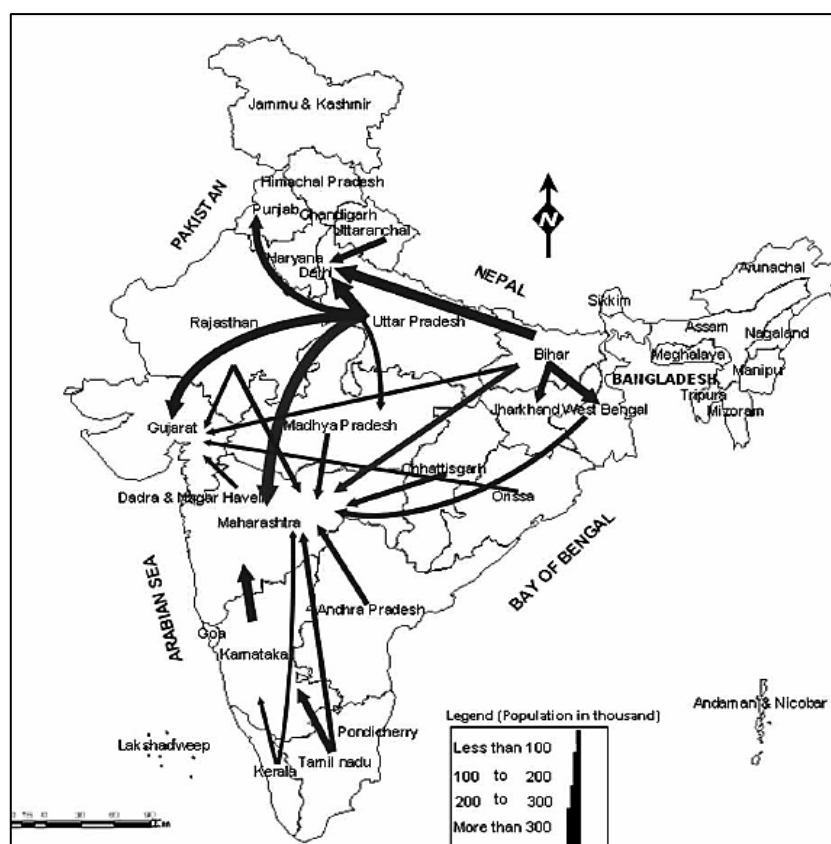 Jammu & Kashmir
Himachal Pradesh
Punjab
Chandigarh
Uttaranchal
PAKISTAN
N
Haryana
Delhi
NEPAL
Arunachal
Sikkim
Rajasthan
Uttar Pradesh
Assam
Nagaland
Bihar
Meghalaya
Manipu
BANGLADESH
Tripura
Mizoram
Gujarat
Madhya Pradesh
Jharkhand
West Bengal
Chhattisgarh
Dadra & Nagar Haveli
Orissa
Maharashtra
BAY OF BENGAL
ARABIAN SEA
Andhra Pradesh
Goa
Karnataka
Andaman & Nicobar
Lakshadweep
Pondicherry
Kerala
Tamil nadu
Legend (Population in thousand)
Less than 100
100 to 200
200 to 300
More than 300